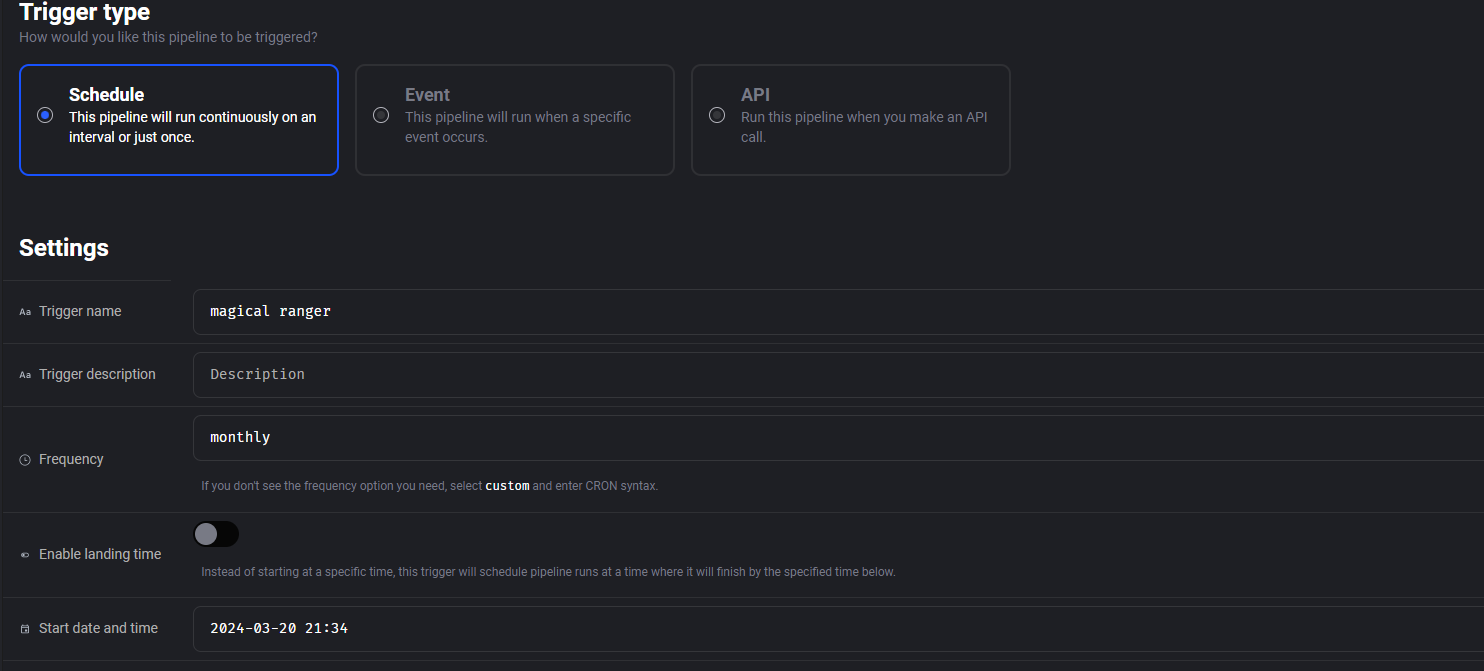 Trigger type
How would you like this pipeline to be triggered?
Schedule
This pipeline will run continuously on an
interval or just once.
Event
This pipeline will run when a specific
event occurs.
API
Run this pipeline when you make an API
call.
Settings
Aa Trigger name
magical ranger
Aa Trigger description
Description
Frequency
monthly
If you don't see the frequency option you need, select custom and enter CRON syntax.
Enable landing time
Instead of starting at a specific time, this trigger will schedule pipeline runs at a time where it will finish by the specified time below.
Start date and time
2024-03-20 21:34